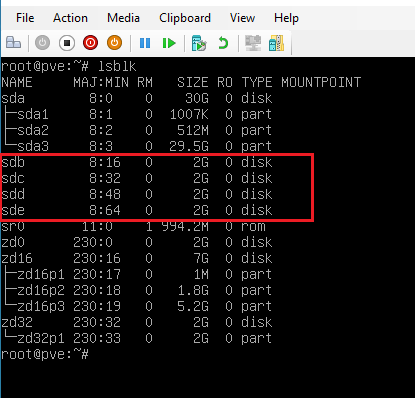 File Action Media Clipboard View Help
root@pve:~# lsblk
NAME MAJ:MIN RM SIZE RO TYPE MOUNTPOINT
sda 8:0 0 30G 0 disk
├─sda1 8:1 0 1007K 0 part
├─sda2 8:2 0 512M 0 part
└─sda3 8:3 0 29.5G 0 part
sdb 8:16 0 2G 0 disk
sdc 8:32 0 2G 0 disk
sdd 8:48 0 2G 0 disk
sde 8:64 0 2G 0 disk
sr0 11:0 1 994.2M 0 rom
zd0 230:0 0 2G 0 disk
zd16 230:16 0 7G 0 disk
├─zd16p1 230:17 0 1M 0 part
├─zd16p2 230:18 0 1.8G 0 part
└─zd16p3 230:19 0 5.2G 0 part
zd32 230:32 0 2G 0 disk
└─zd32p1 230:33 0 2G 0 part
root@pve:~#